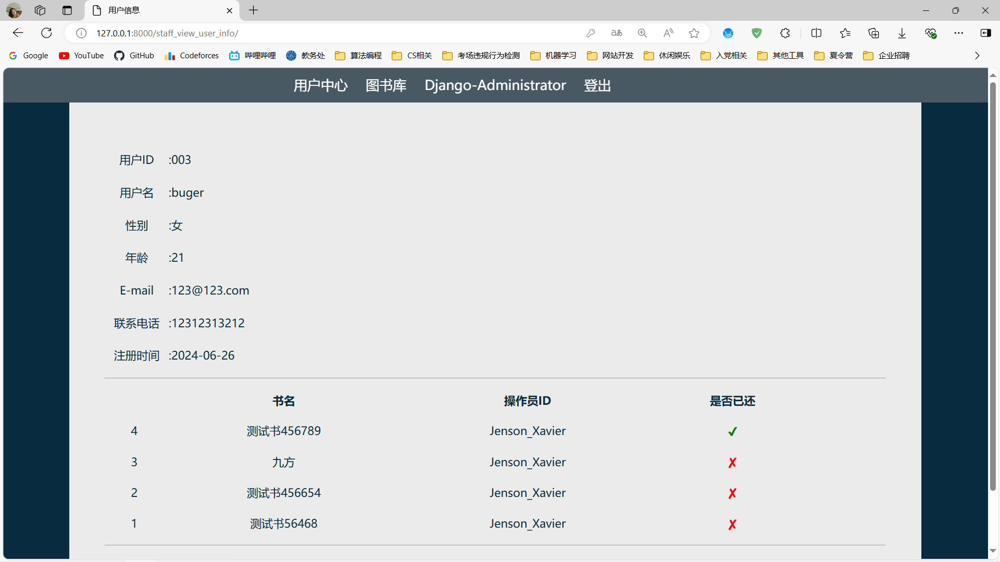 用户信息
127.0.0.1:8000/staff_view_user_info/
Google YouTube GitHub Codeforces 哔哩哔哩 教务处 算法编程 CS相关 考场违规行为检测 机器学习 网站开发 休闲娱乐 入党相关 其他工具 夏令营 企业招聘
用户中心 图书库 Django-Administrator 登出
用户ID :003
用户名 :buger
性别 :女
年龄 :21
E-mail :123@123.com
联系电话 :12312313212
注册时间 :2024-06-26
书名 操作员ID 是否已还
4 测试书456789 Jenson_Xavier ✔
3 九方 Jenson_Xavier ✘
2 测试书456654 Jenson_Xavier ✘
1 测试书56468 Jenson_Xavier ✘